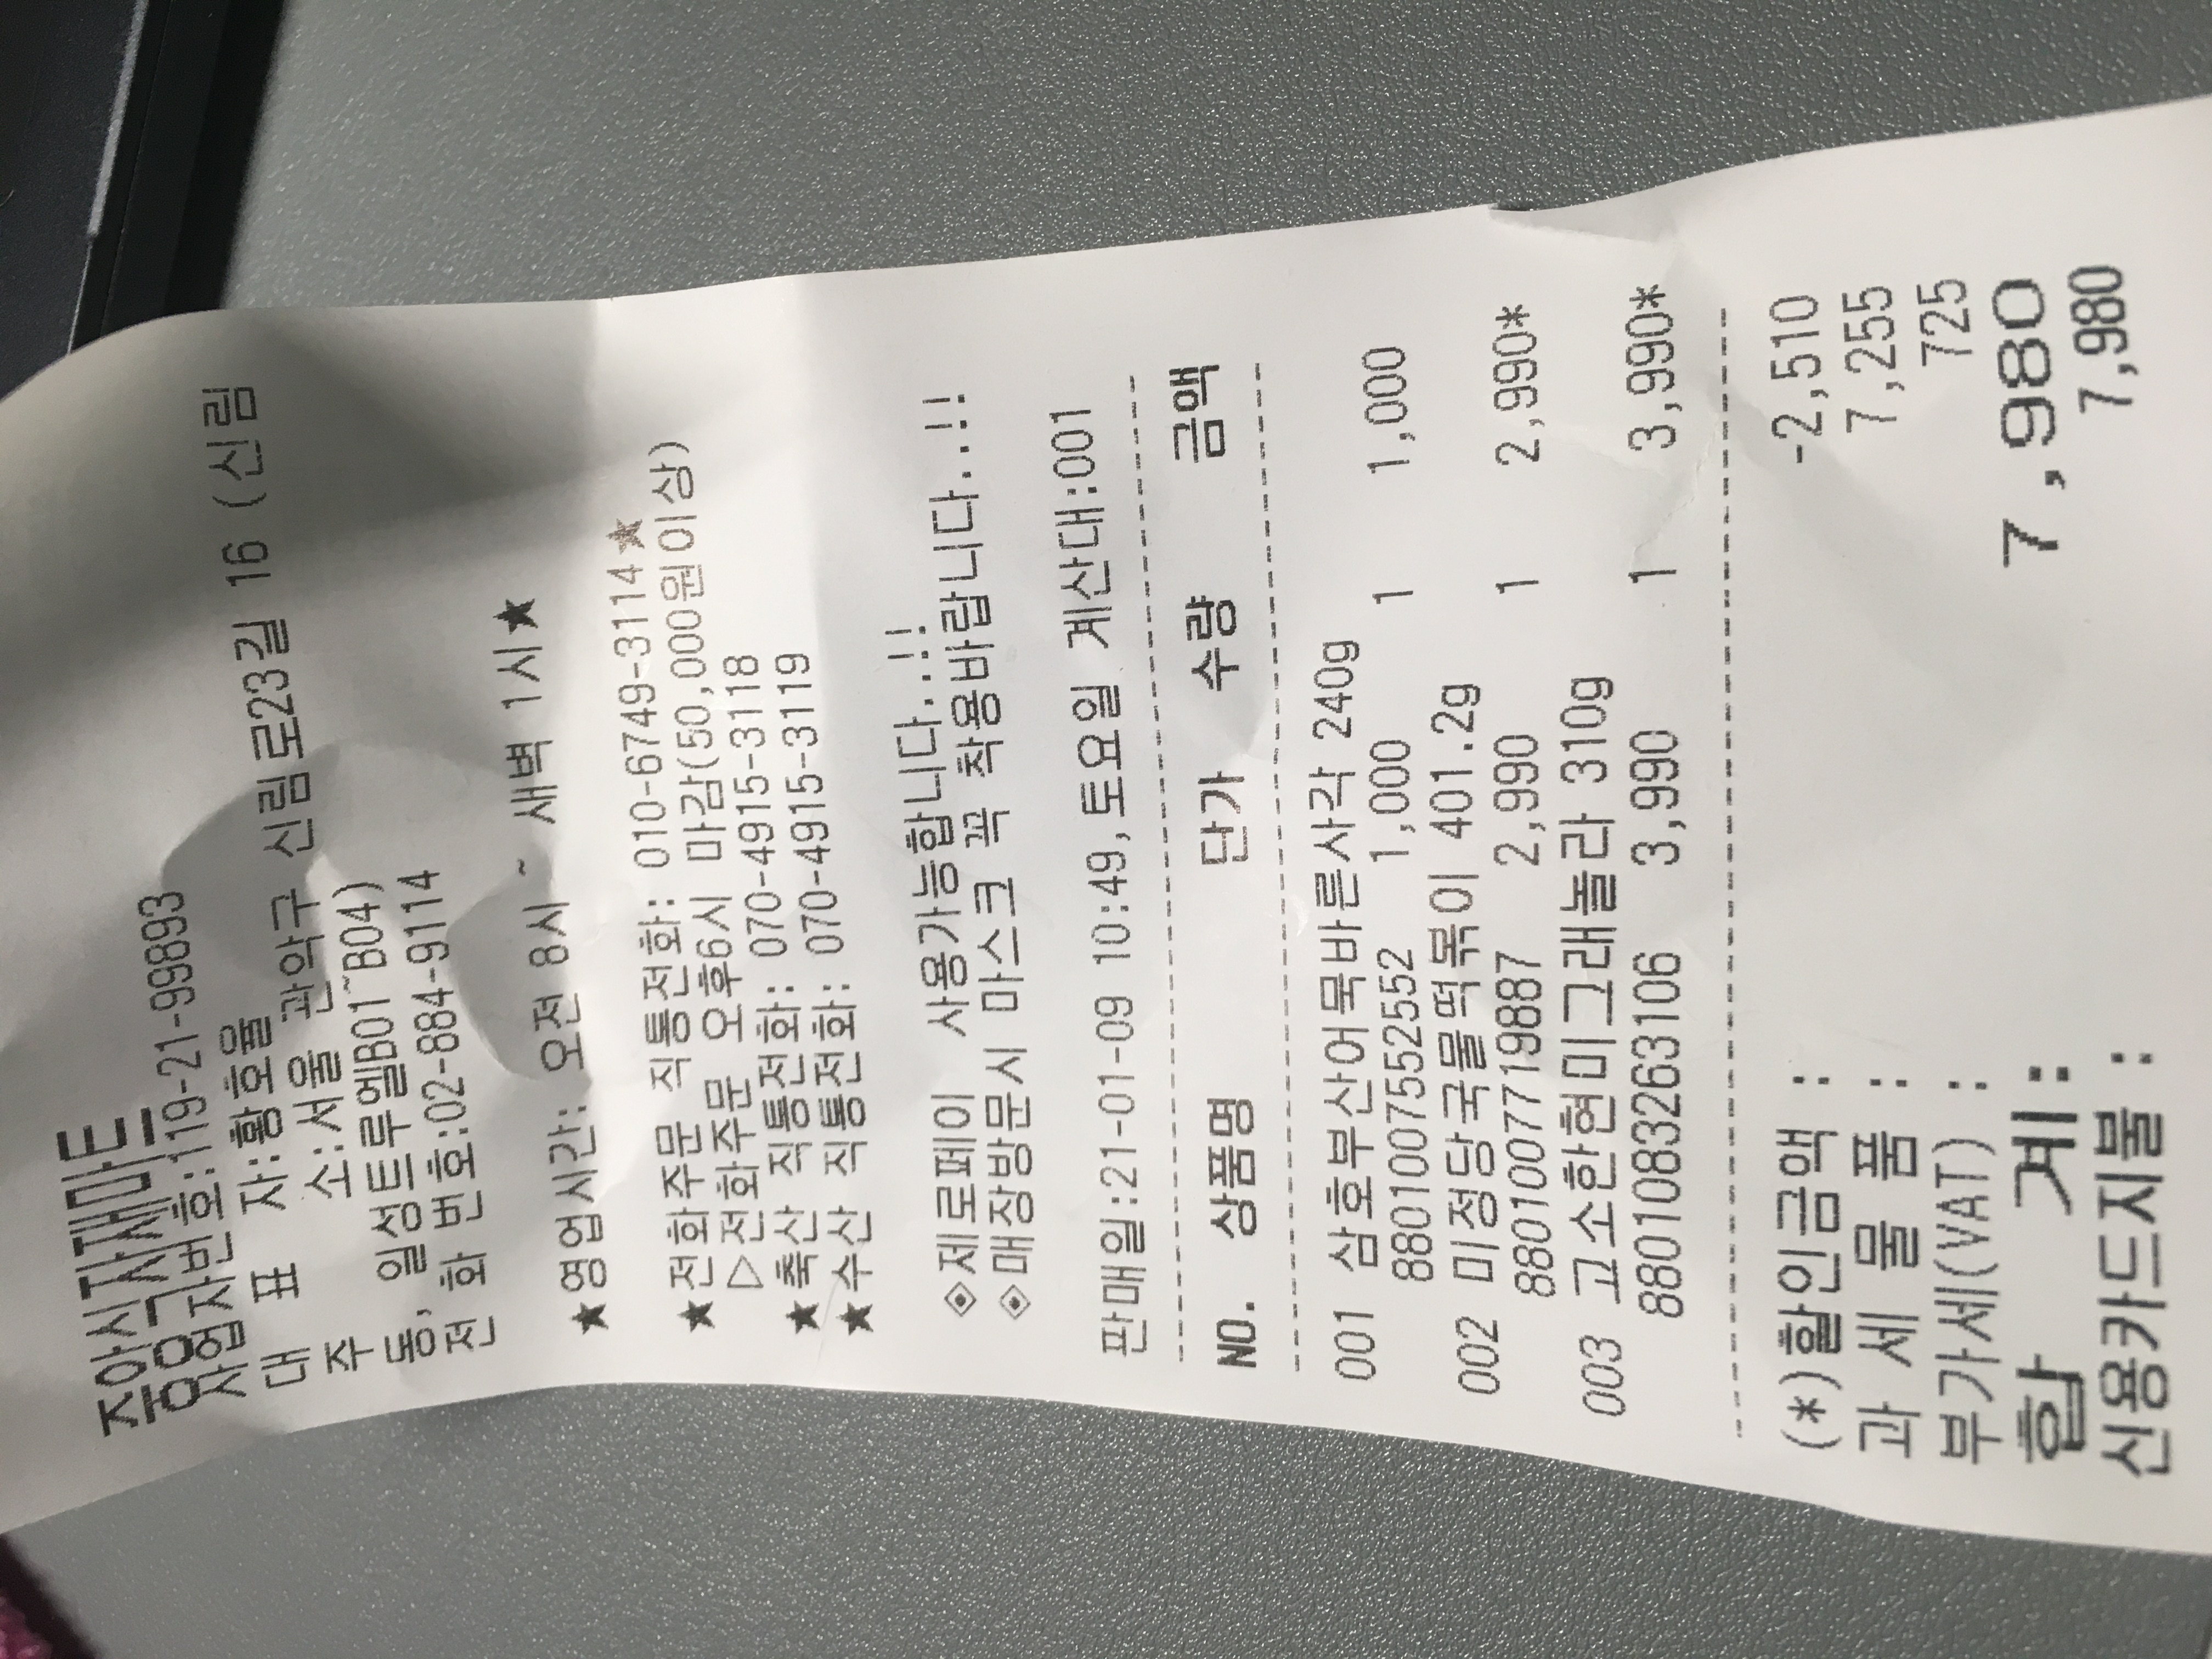 중앙식자재마트
사업자번호:119-21-99893
대 표 자:황호율
주 소:서울 관악구 신림로23길 16 (신림
동, 일성트루엘B01~B04)
전 화 번호:02-884-9114
★영업시간: 오전 8시 ~ 새벽 1시★
★전화주문 직통전화: 010-6749-3114★
▷전화주문 오후6시 마감(50,000원이상)
★축산 직통전화: 070-4915-3118
★수산 직통전화: 070-4915-3119
◈제로페이 사용가능합니다..!!
◈매장방문시 마스크 꼭 착용바랍니다..!!
판매일:21-01-09 10:49,토요일 계산대:001
NO. 상품명 단가 수량 금액
001 삼호부산어묵바른사각 240g
8801007552552 1,000 1 1,000
002 미정당국물떡볶이 401.2g
8801007719887 2,990 1 2,990*
003 고소한현미그래놀라 310g
8801083263106 3,990 1 3,990*
(*)할인금액 : -2,510
과 세 물 품 : 7,255
부가세(VAT) : 725
합 계: 7,980
신용카드지불 : 7,980